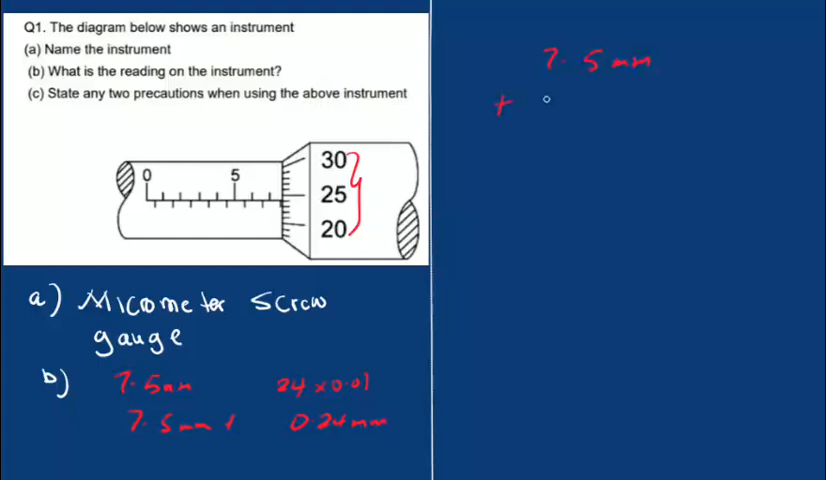 Q1. The diagram below shows an instrument
(a) Name the instrument
(b) What is the reading on the instrument?
(c) State any two precautions when using the above instrument
0 5
30
25
20
a) Micometer screw
gauge
b) 7.5mm 24 x 0.01
7.5mm + 0.24mm
7.5mm
+